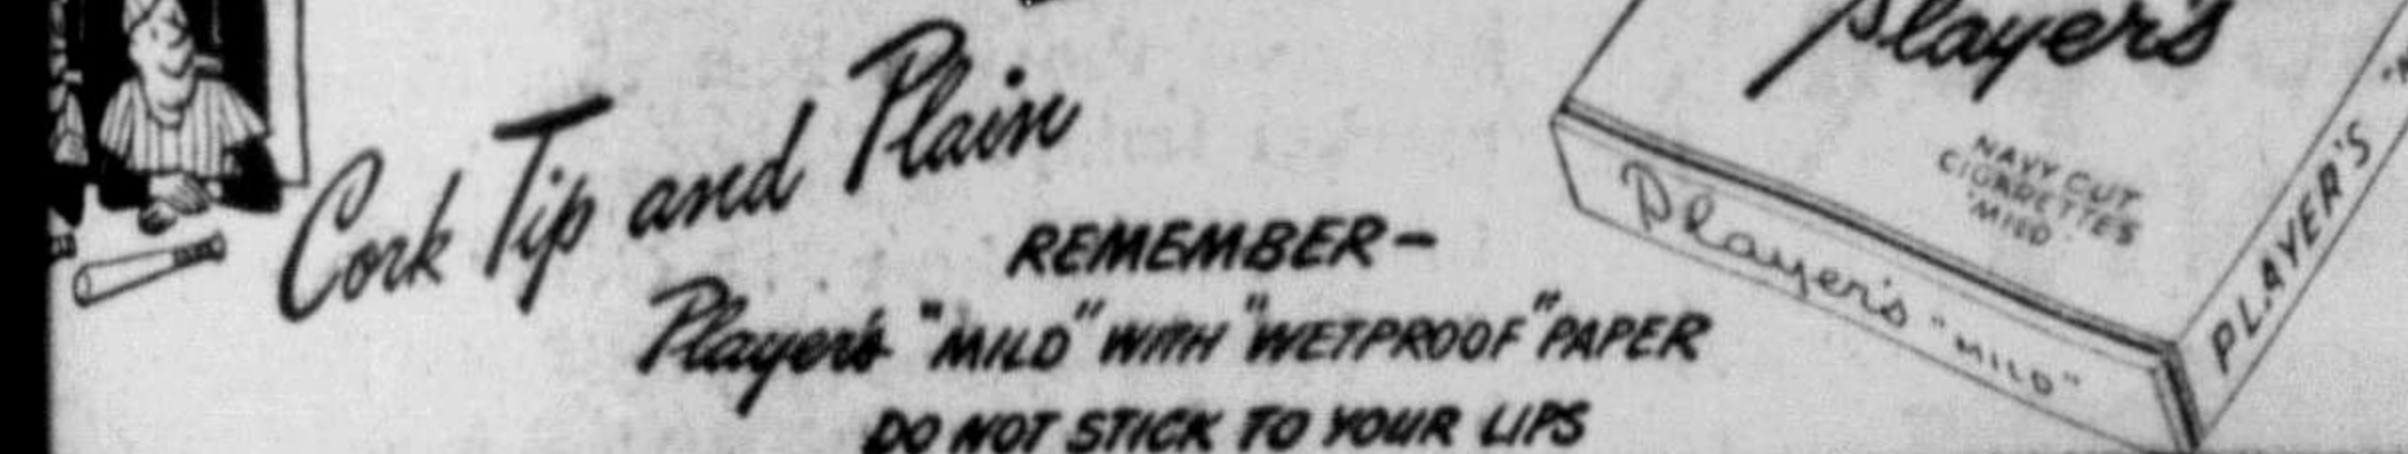 Cork Tip and Plain
REMEMBER-
Player's "MILD" WITH "WETPROOF" PAPER
DO NOT STICK TO YOUR LIPS
Player's
NAVY CUT
CIGARETTES
"MILD"
Player's "MILD"
PLAYER'S